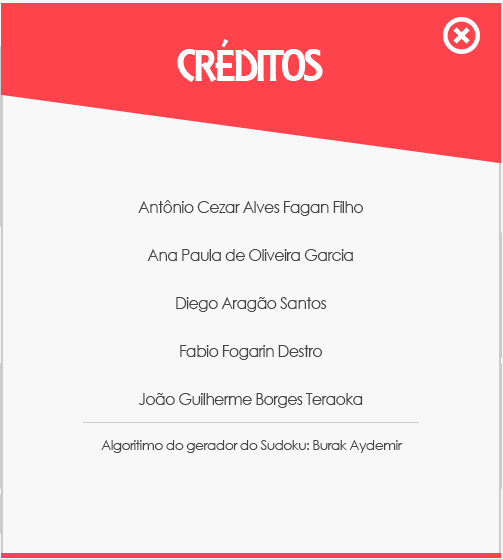 CRÉDITOS
Antônio Cezar Alves Fagan Filho
Ana Paula de Oliveira Garcia
Diego Aragão Santos
Fabio Fogarin Destro
João Guilherme Borges Teraoka
Algoritimo do gerador do Sudoku: Burak Aydemir